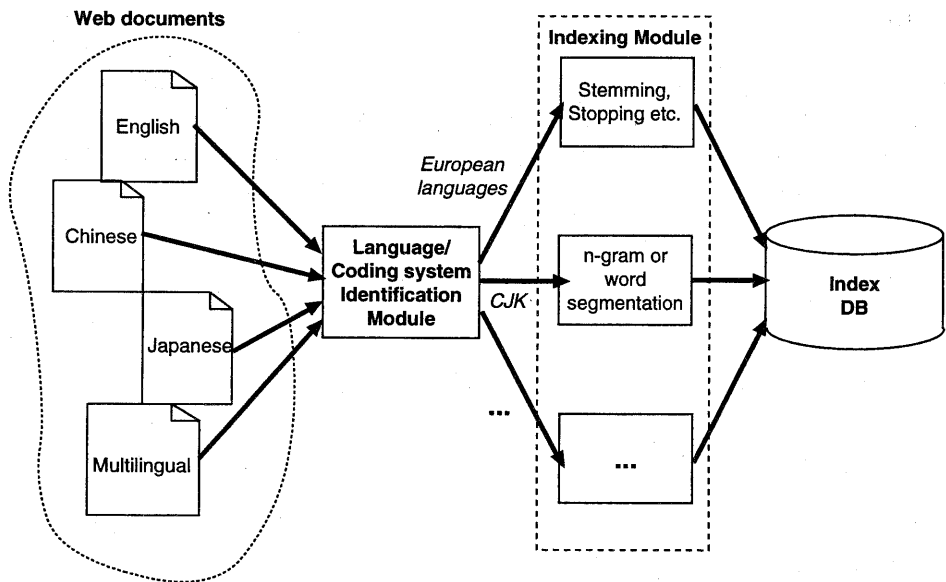 Web documents
English
Chinese
Japanese
Multilingual
Language/
Coding system
Identification
Module
European
languages
CJK
...
Indexing Module
Stemming,
Stopping etc.
n-gram or
word
segmentation
...
Index
DB